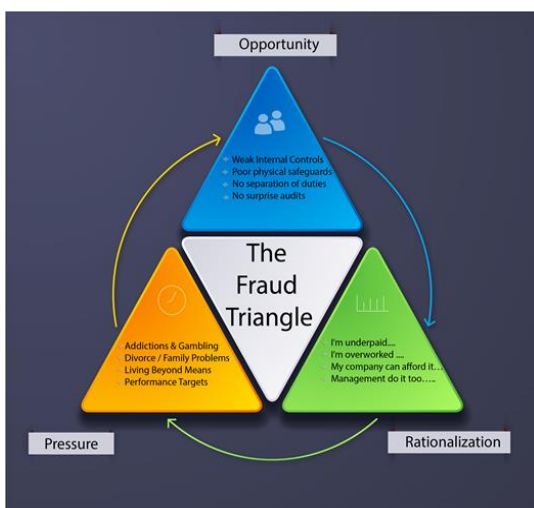 Opportunity
Weak Internal Controls
Poor physical safeguards
No separation of duties
No surprise audits
The
Fraud
Triangle
Addictions & Gambling
Divorce / Family Problems
Living Beyond Means
Performance Targets
I'm underpaid....
I'm overworked ....
My company can afford it...
Management do it too.....
Pressure
Rationalization